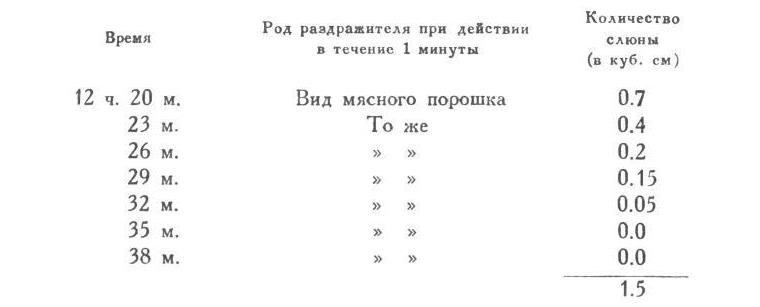 Время Род раздражителя при действии в течение 1 минуты Количество слюны (в куб. см)
12 ч. 20 м. Вид мясного порошка 0.7
23 м. То же 0.4
26 м. » » 0.2
29 м. » » 0.15
32 м. » » 0.05
35 м. » » 0.0
38 м. » » 0.0
1.5